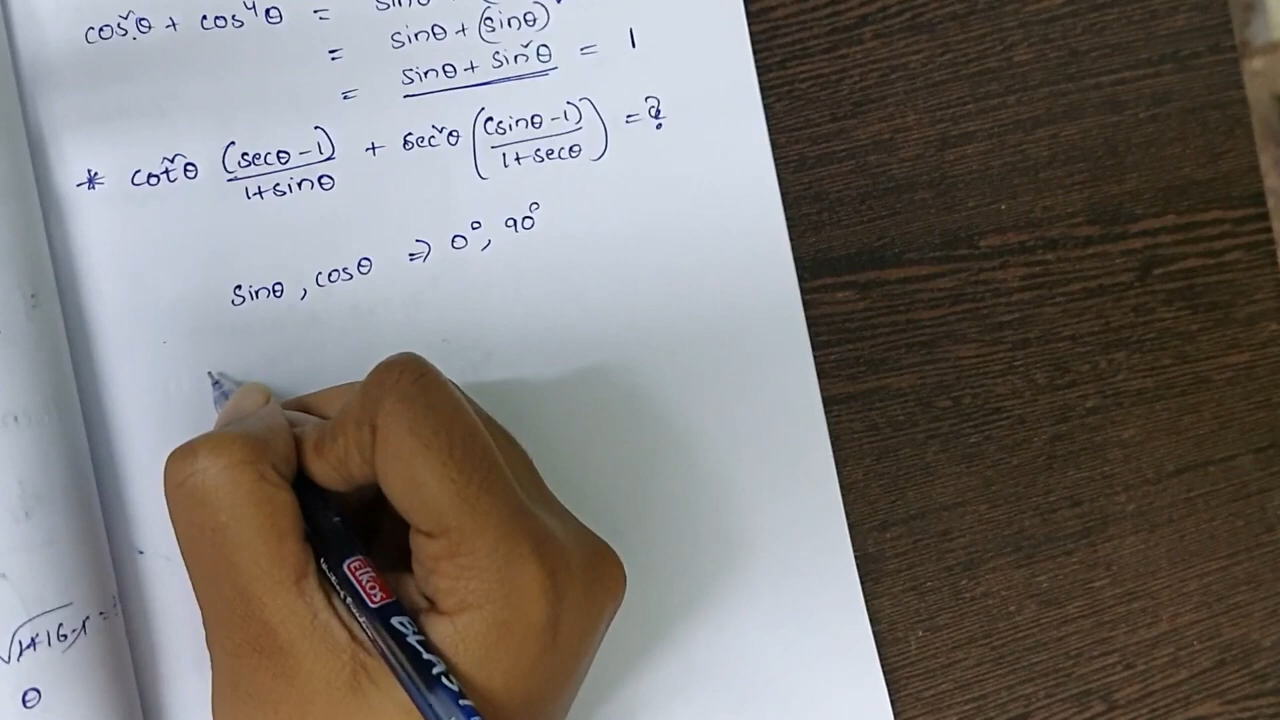 cos²θ + cos⁴θ =
= sinθ + (sinθ)
= sinθ + sin²θ = 1
* cot²θ (secθ-1)/(1+sinθ) + sec²θ ((sinθ-1)/(1+secθ)) = ?
sinθ, cosθ ⇒ 0°, 90°
θ
Elkos